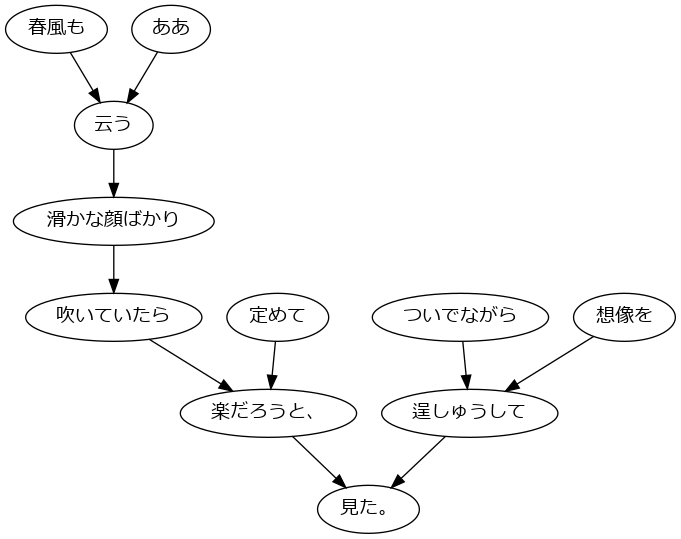 春風も
ああ
云う
滑かな顔ばかり
吹いていたら
定めて
ついでながら
想像を
楽だろうと、
逞しゅうして
見た。